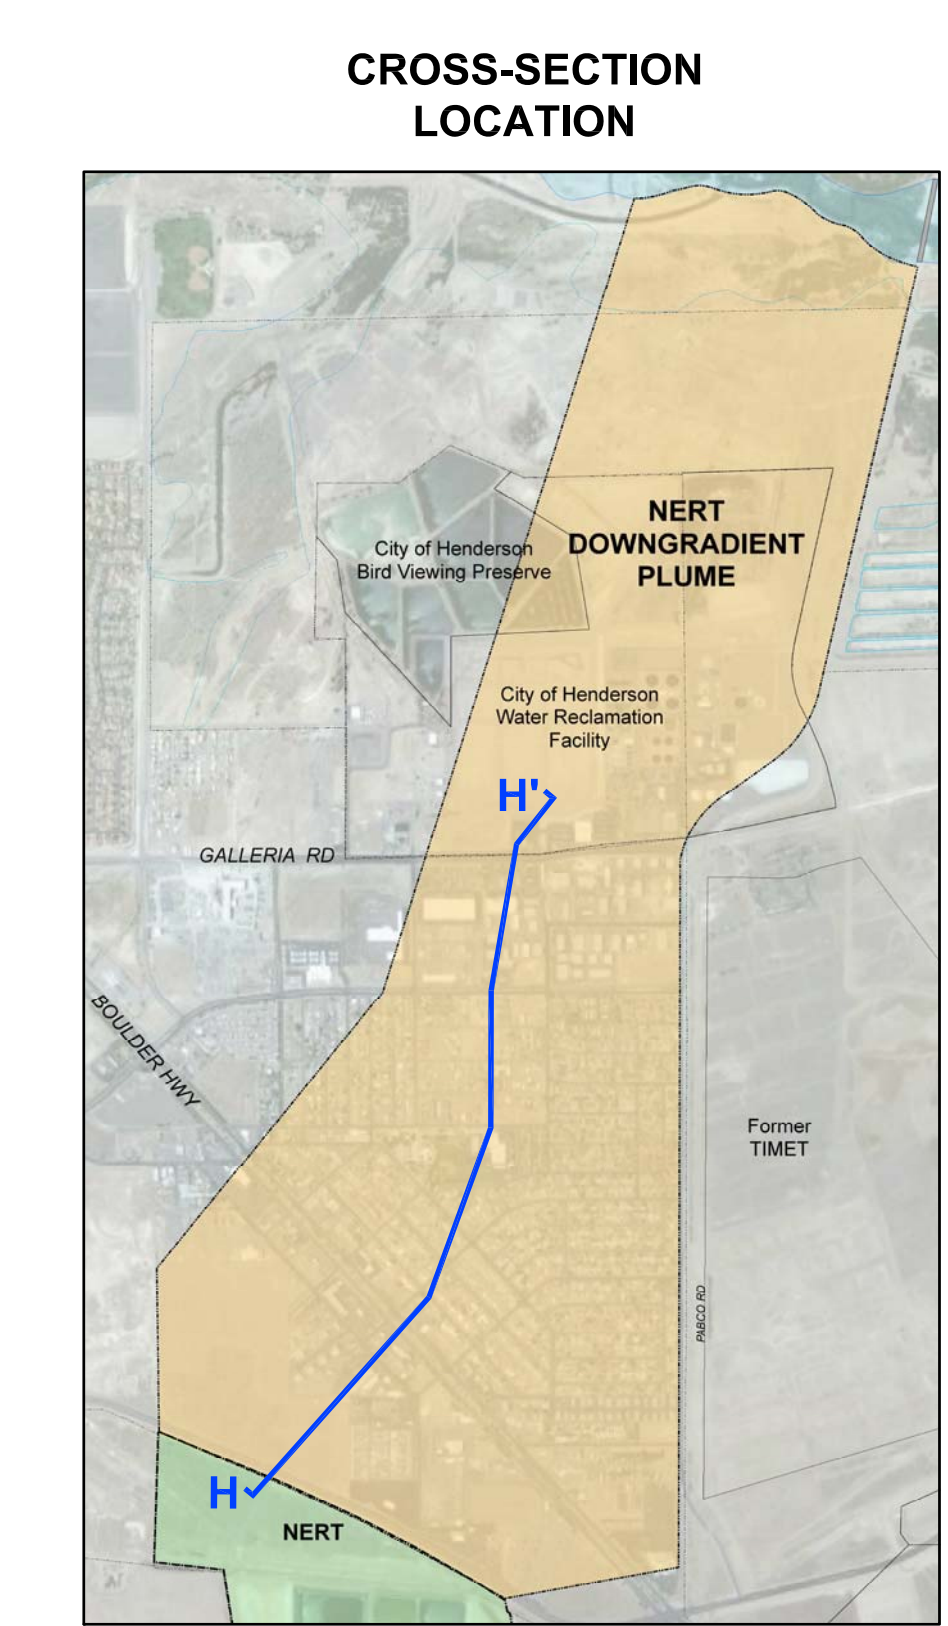 CROSS-SECTION
LOCATION
NERT
DOWNGRADIENT
PLUME
City of Henderson
Bird Viewing Preserve
City of Henderson
Water Reclamation
Facility
H'
GALLERIA RD
BOULDER HWY
Former
TIMET
PABCO RD
H
NERT